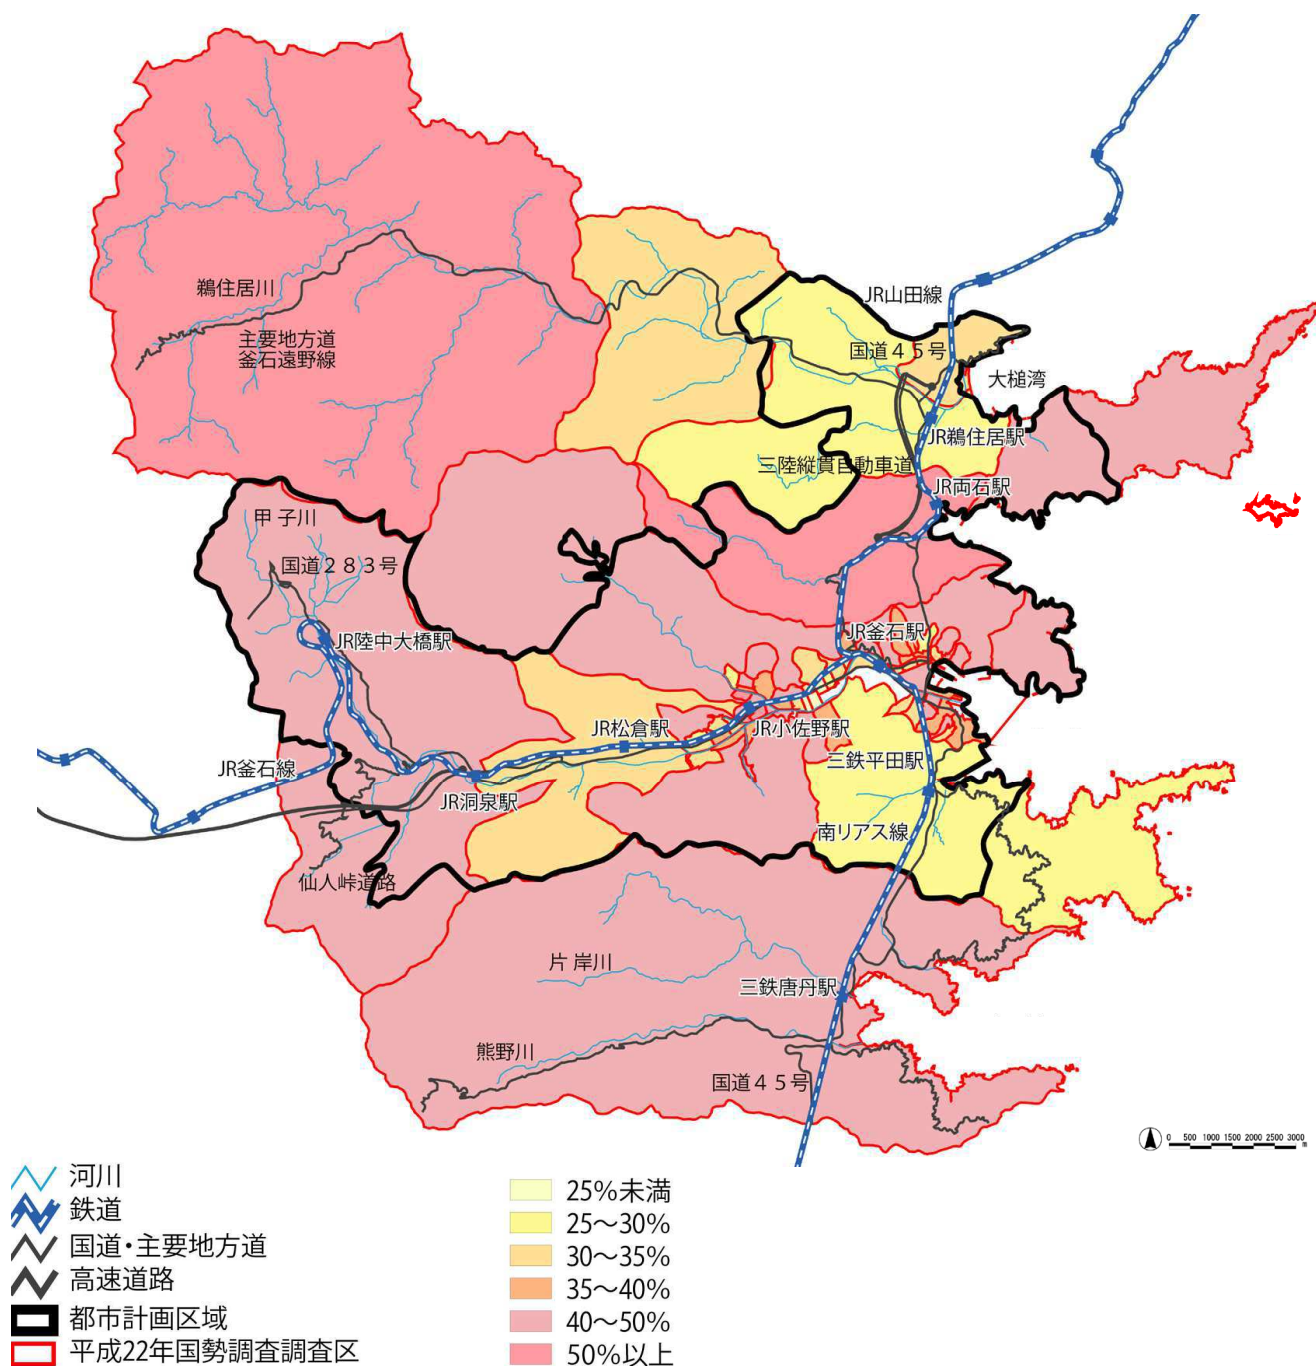 鵜住居川
主要地方道
釜石遠野線
JR山田線
国道４５号
大槌湾
JR鵜住居駅
三陸縦貫自動車道
JR両石駅
甲子川
国道２８３号
JR陸中大橋駅
JR釜石駅
JR松倉駅
JR小佐野駅
三鉄平田駅
JR釜石線
JR洞泉駅
南リアス線
仙人峠道路
片岸川
三鉄唐丹駅
熊野川
国道４５号
0 500 1000 1500 2000 2500 3000
m
河川
鉄道
国道・主要地方道
高速道路
都市計画区域
平成22年国勢調査調査区
25%未満
25～30%
30～35%
35～40%
40～50%
50%以上